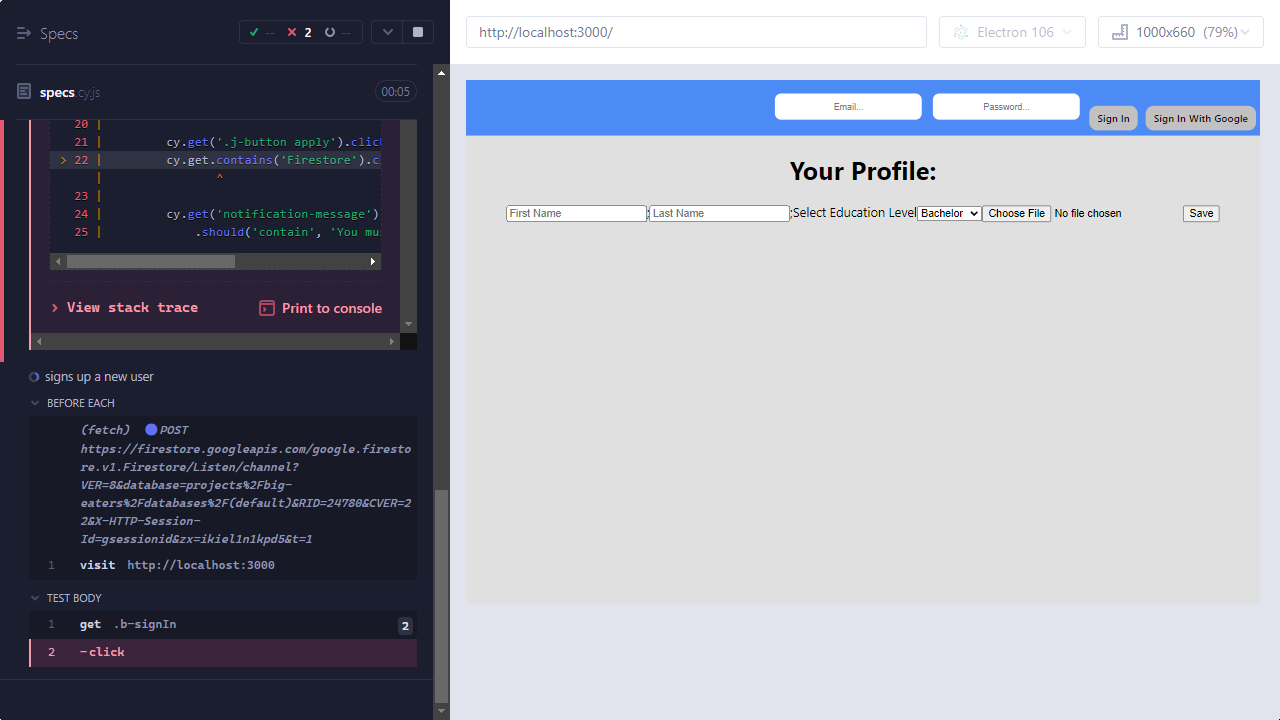 Specs
-- 2 --
http://localhost:3000/
Electron 106
1000x660 (79%)
specs.cy.js
00:05
20 |
21 | cy.get('.j-button apply').click
> 22 | cy.get.contains('Firestore').c
| ^
23 |
24 | cy.get('notification-message')
25 | .should('contain', 'You mu
View stack trace
Print to console
signs up a new user
BEFORE EACH
(fetch) POST
https://firestore.googleapis.com/google.firesto
re.v1.Firestore/Listen/channel?
VER=8&database=projects%2Fbig-
eaters%2Fdatabases%2F(default)&RID=24780&CVER=2
2&X-HTTP-Session-
Id=gsessionid&zx=ikiel1n1kpd5&t=1
1 visit http://localhost:3000
TEST BODY
1 get .b-signIn 2
2 -click
Email...
Password...
Sign In
Sign In With Google
Your Profile:
First Name ; Last Name ;Select Education Level Bachelor Choose File No file chosen Save